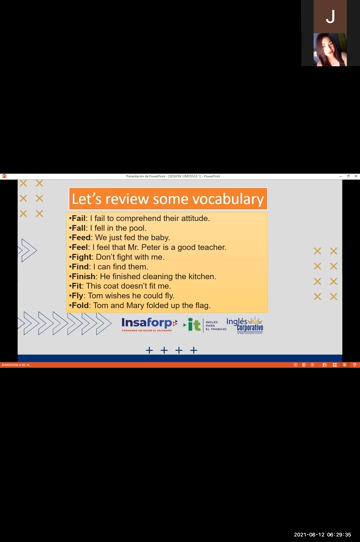 J
Let's review some vocabulary
•Fail: I fail to comprehend their attitude.
•Fall: I fell in the pool.
•Feed: We just fed the baby.
•Feel: I feel that Mr. Peter is a good teacher.
•Fight: Don't fight with me.
•Find: I can find them.
•Finish: He finished cleaning the kitchen.
•Fit: This coat doesn't fit me.
•Fly: Tom wishes he could fly.
•Fold: Tom and Mary folded up the flag.
Insaforp
it
INGLÉS PARA EL TRABAJO
Inglés
Corporativo
2021-08-12 06:29:35